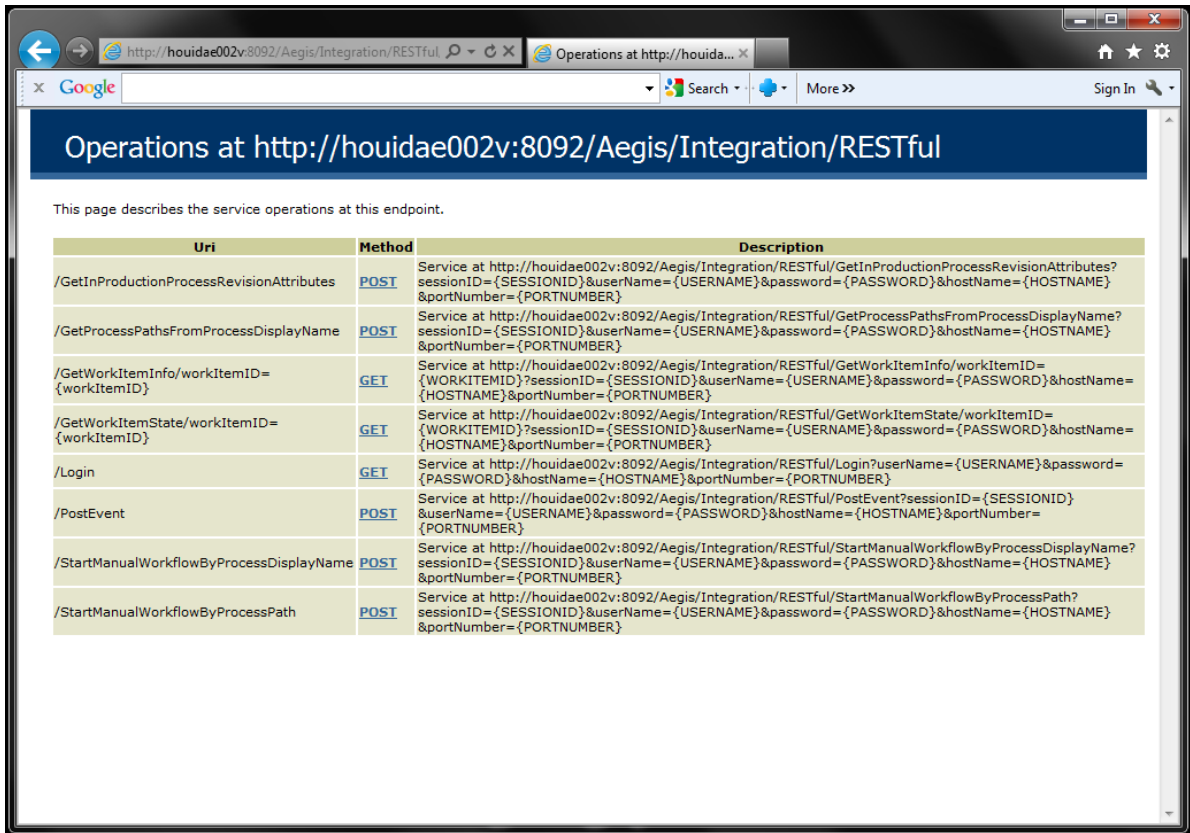 http://houidae002v:8092/Aegis/Integration/RESTful,
Operations at http://houida...
x Google Search More >> Sign In
Operations at http://houidae002v:8092/Aegis/Integration/RESTful
This page describes the service operations at this endpoint.
Uri Method Description
/GetInProductionProcessRevisionAttributes POST Service at http://houidae002v:8092/Aegis/Integration/RESTful/GetInProductionProcessRevisionAttributes?
sessionID={SESSIONID}&userName={USERNAME}&password={PASSWORD}&hostName={HOSTNAME}
&portNumber={PORTNUMBER}
/GetProcessPathsFromProcessDisplayName POST Service at http://houidae002v:8092/Aegis/Integration/RESTful/GetProcessPathsFromProcessDisplayName?
sessionID={SESSIONID}&userName={USERNAME}&password={PASSWORD}&hostName={HOSTNAME}
&portNumber={PORTNUMBER}
/GetWorkItemInfo/workItemID=
{workItemID} GET Service at http://houidae002v:8092/Aegis/Integration/RESTful/GetWorkItemInfo/workItemID=
{WORKITEMID}?sessionID={SESSIONID}&userName={USERNAME}&password={PASSWORD}&hostName=
{HOSTNAME}&portNumber={PORTNUMBER}
/GetWorkItemState/workItemID=
{workItemID} GET Service at http://houidae002v:8092/Aegis/Integration/RESTful/GetWorkItemState/workItemID=
{WORKITEMID}?sessionID={SESSIONID}&userName={USERNAME}&password={PASSWORD}&hostName=
{HOSTNAME}&portNumber={PORTNUMBER}
/Login GET Service at http://houidae002v:8092/Aegis/Integration/RESTful/Login?userName={USERNAME}&password=
{PASSWORD}&hostName={HOSTNAME}&portNumber={PORTNUMBER}
/PostEvent POST Service at http://houidae002v:8092/Aegis/Integration/RESTful/PostEvent?sessionID={SESSIONID}
&userName={USERNAME}&password={PASSWORD}&hostName={HOSTNAME}&portNumber=
{PORTNUMBER}
/StartManualWorkflowByProcessDisplayName POST Service at http://houidae002v:8092/Aegis/Integration/RESTful/StartManualWorkflowByProcessDisplayName?
sessionID={SESSIONID}&userName={USERNAME}&password={PASSWORD}&hostName={HOSTNAME}
&portNumber={PORTNUMBER}
/StartManualWorkflowByProcessPath POST Service at http://houidae002v:8092/Aegis/Integration/RESTful/StartManualWorkflowByProcessPath?
sessionID={SESSIONID}&userName={USERNAME}&password={PASSWORD}&hostName={HOSTNAME}
&portNumber={PORTNUMBER}